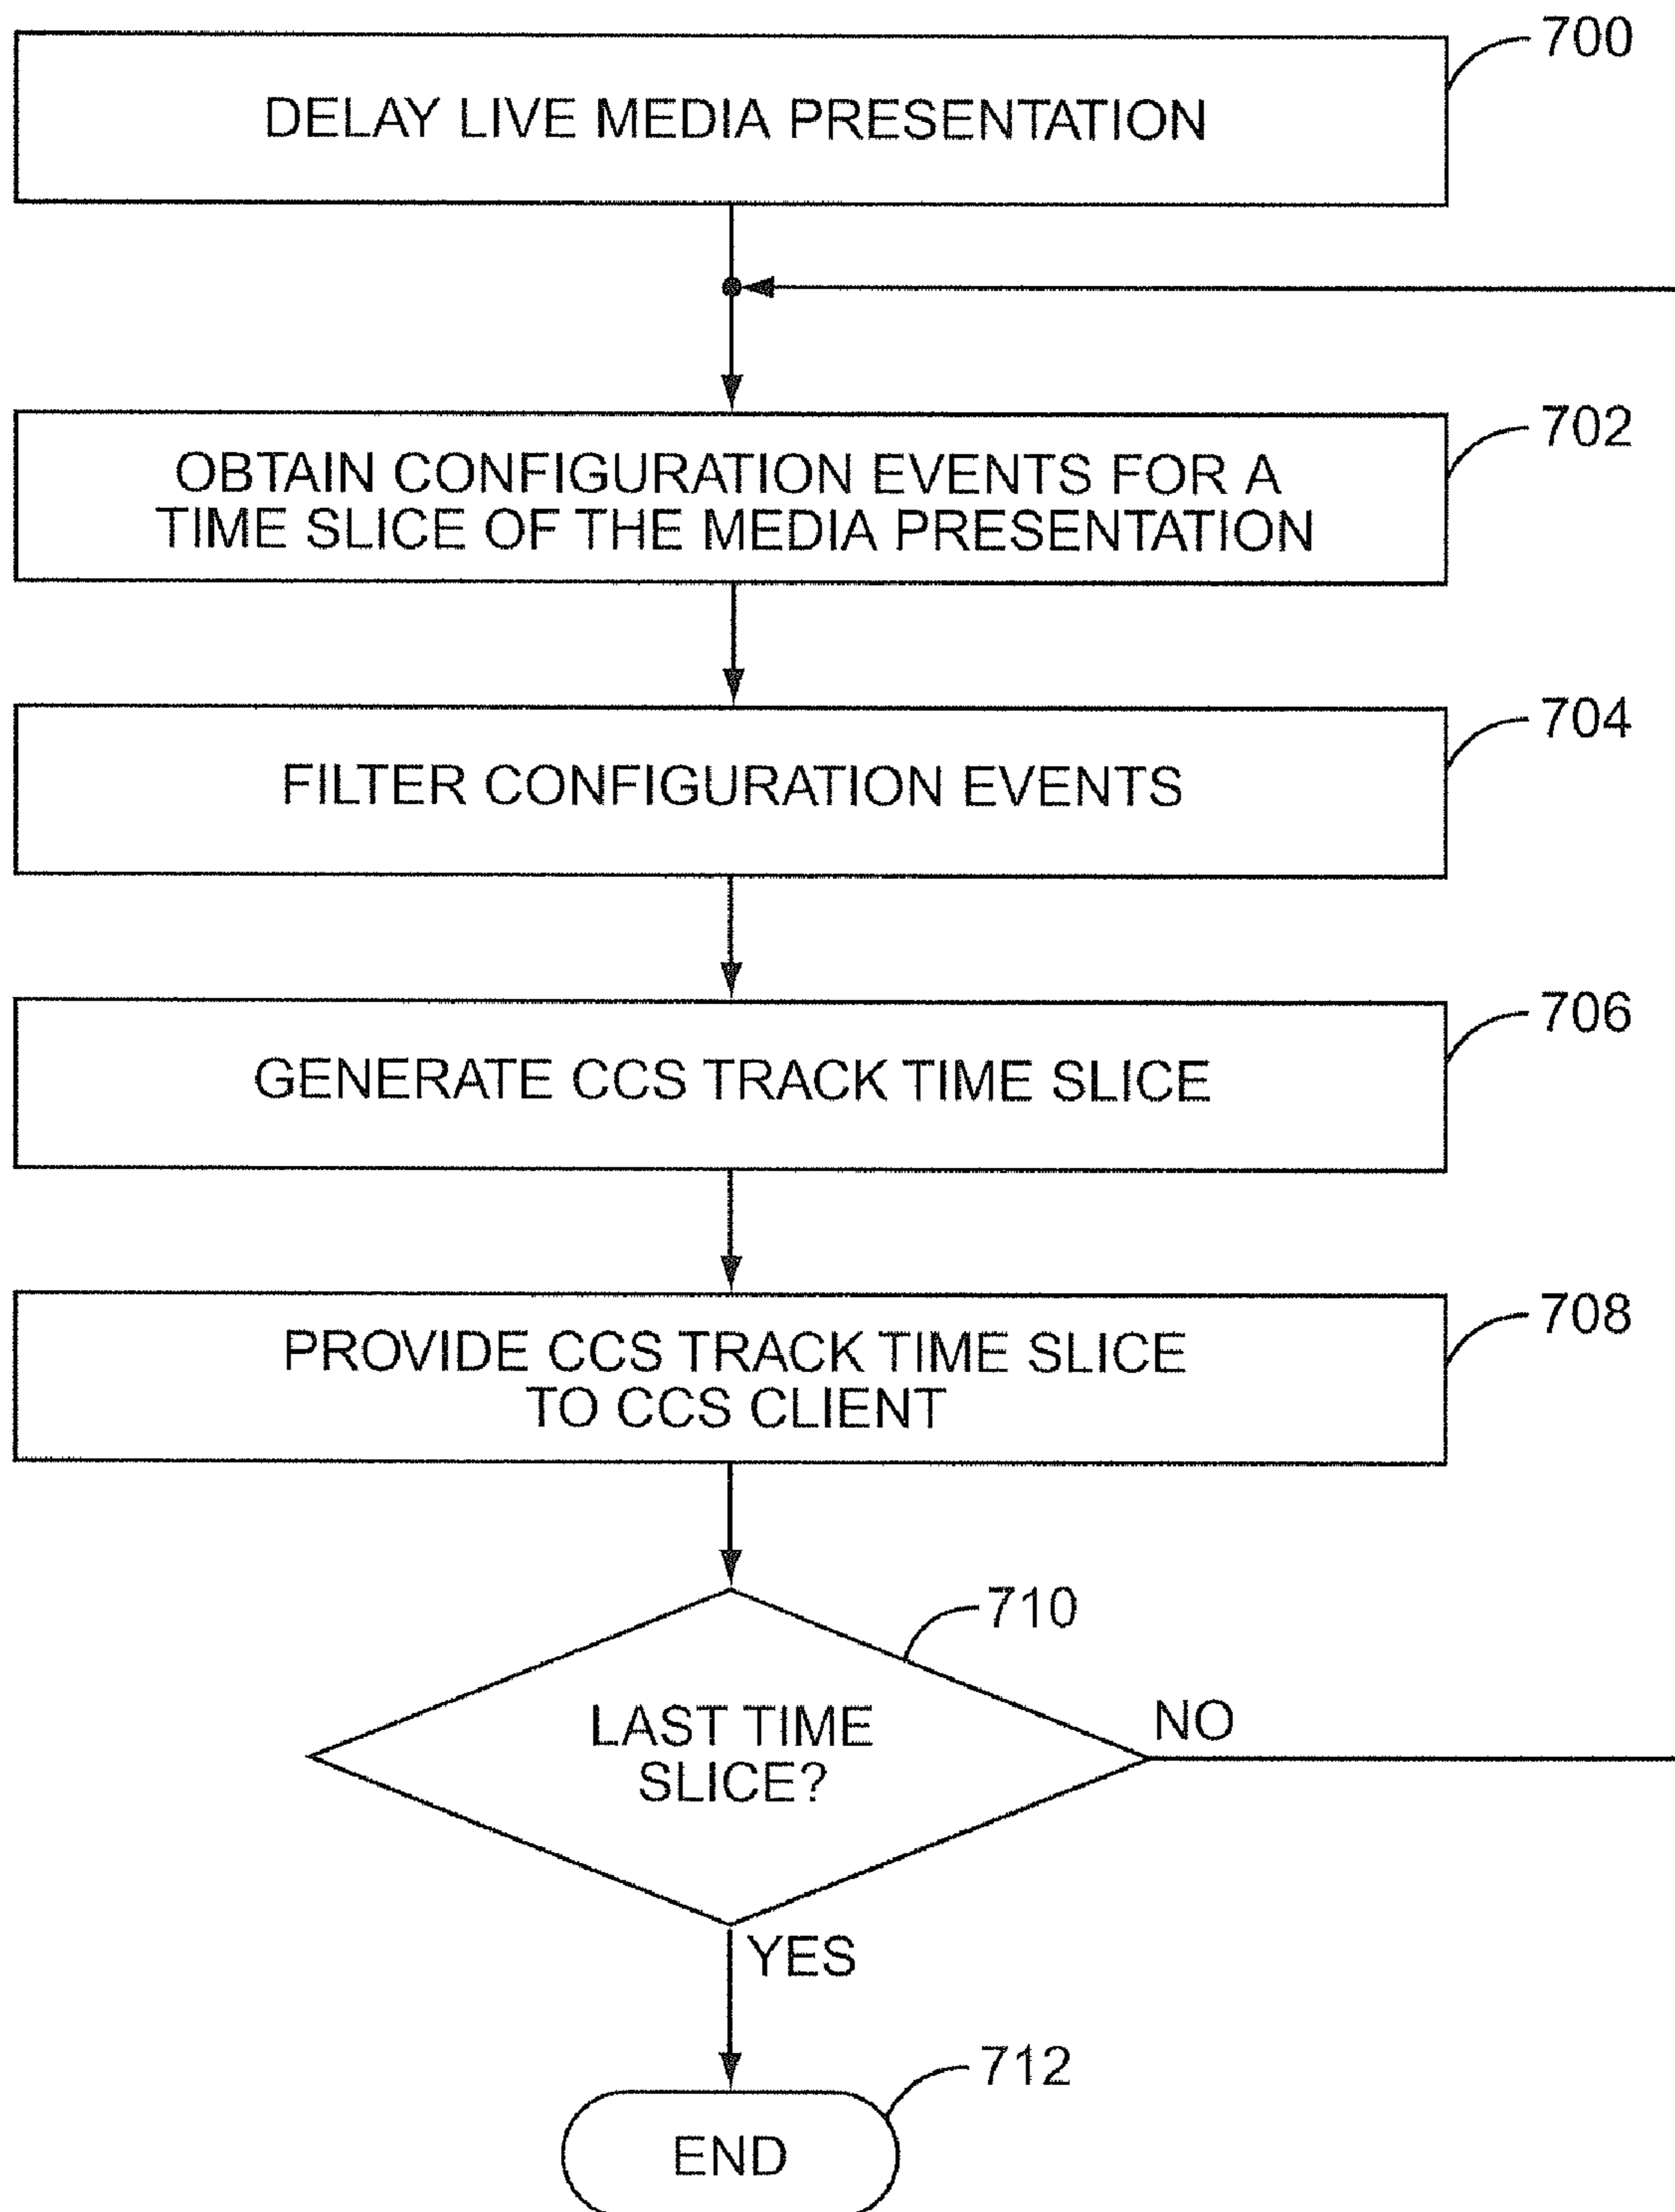 700
DELAY LIVE MEDIA PRESENTATION
702
OBTAIN CONFIGURATION EVENTS FOR A
TIME SLICE OF THE MEDIA PRESENTATION
704
FILTER CONFIGURATION EVENTS
706
GENERATE CCS TRACK TIME SLICE
708
PROVIDE CCS TRACK TIME SLICE
TO CCS CLIENT
710
LAST TIME
SLICE?
NO
YES
712
END